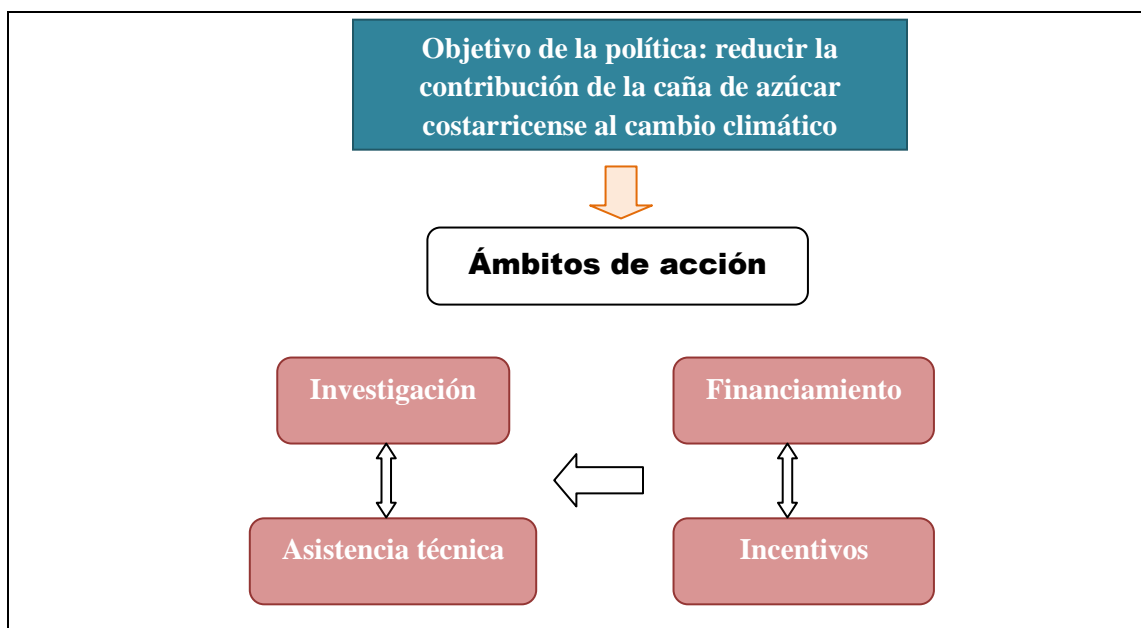 Objetivo de la política: reducir la
contribución de la caña de azúcar
costarricense al cambio climático
Ámbitos de acción
Investigación
Financiamiento
Asistencia técnica
Incentivos